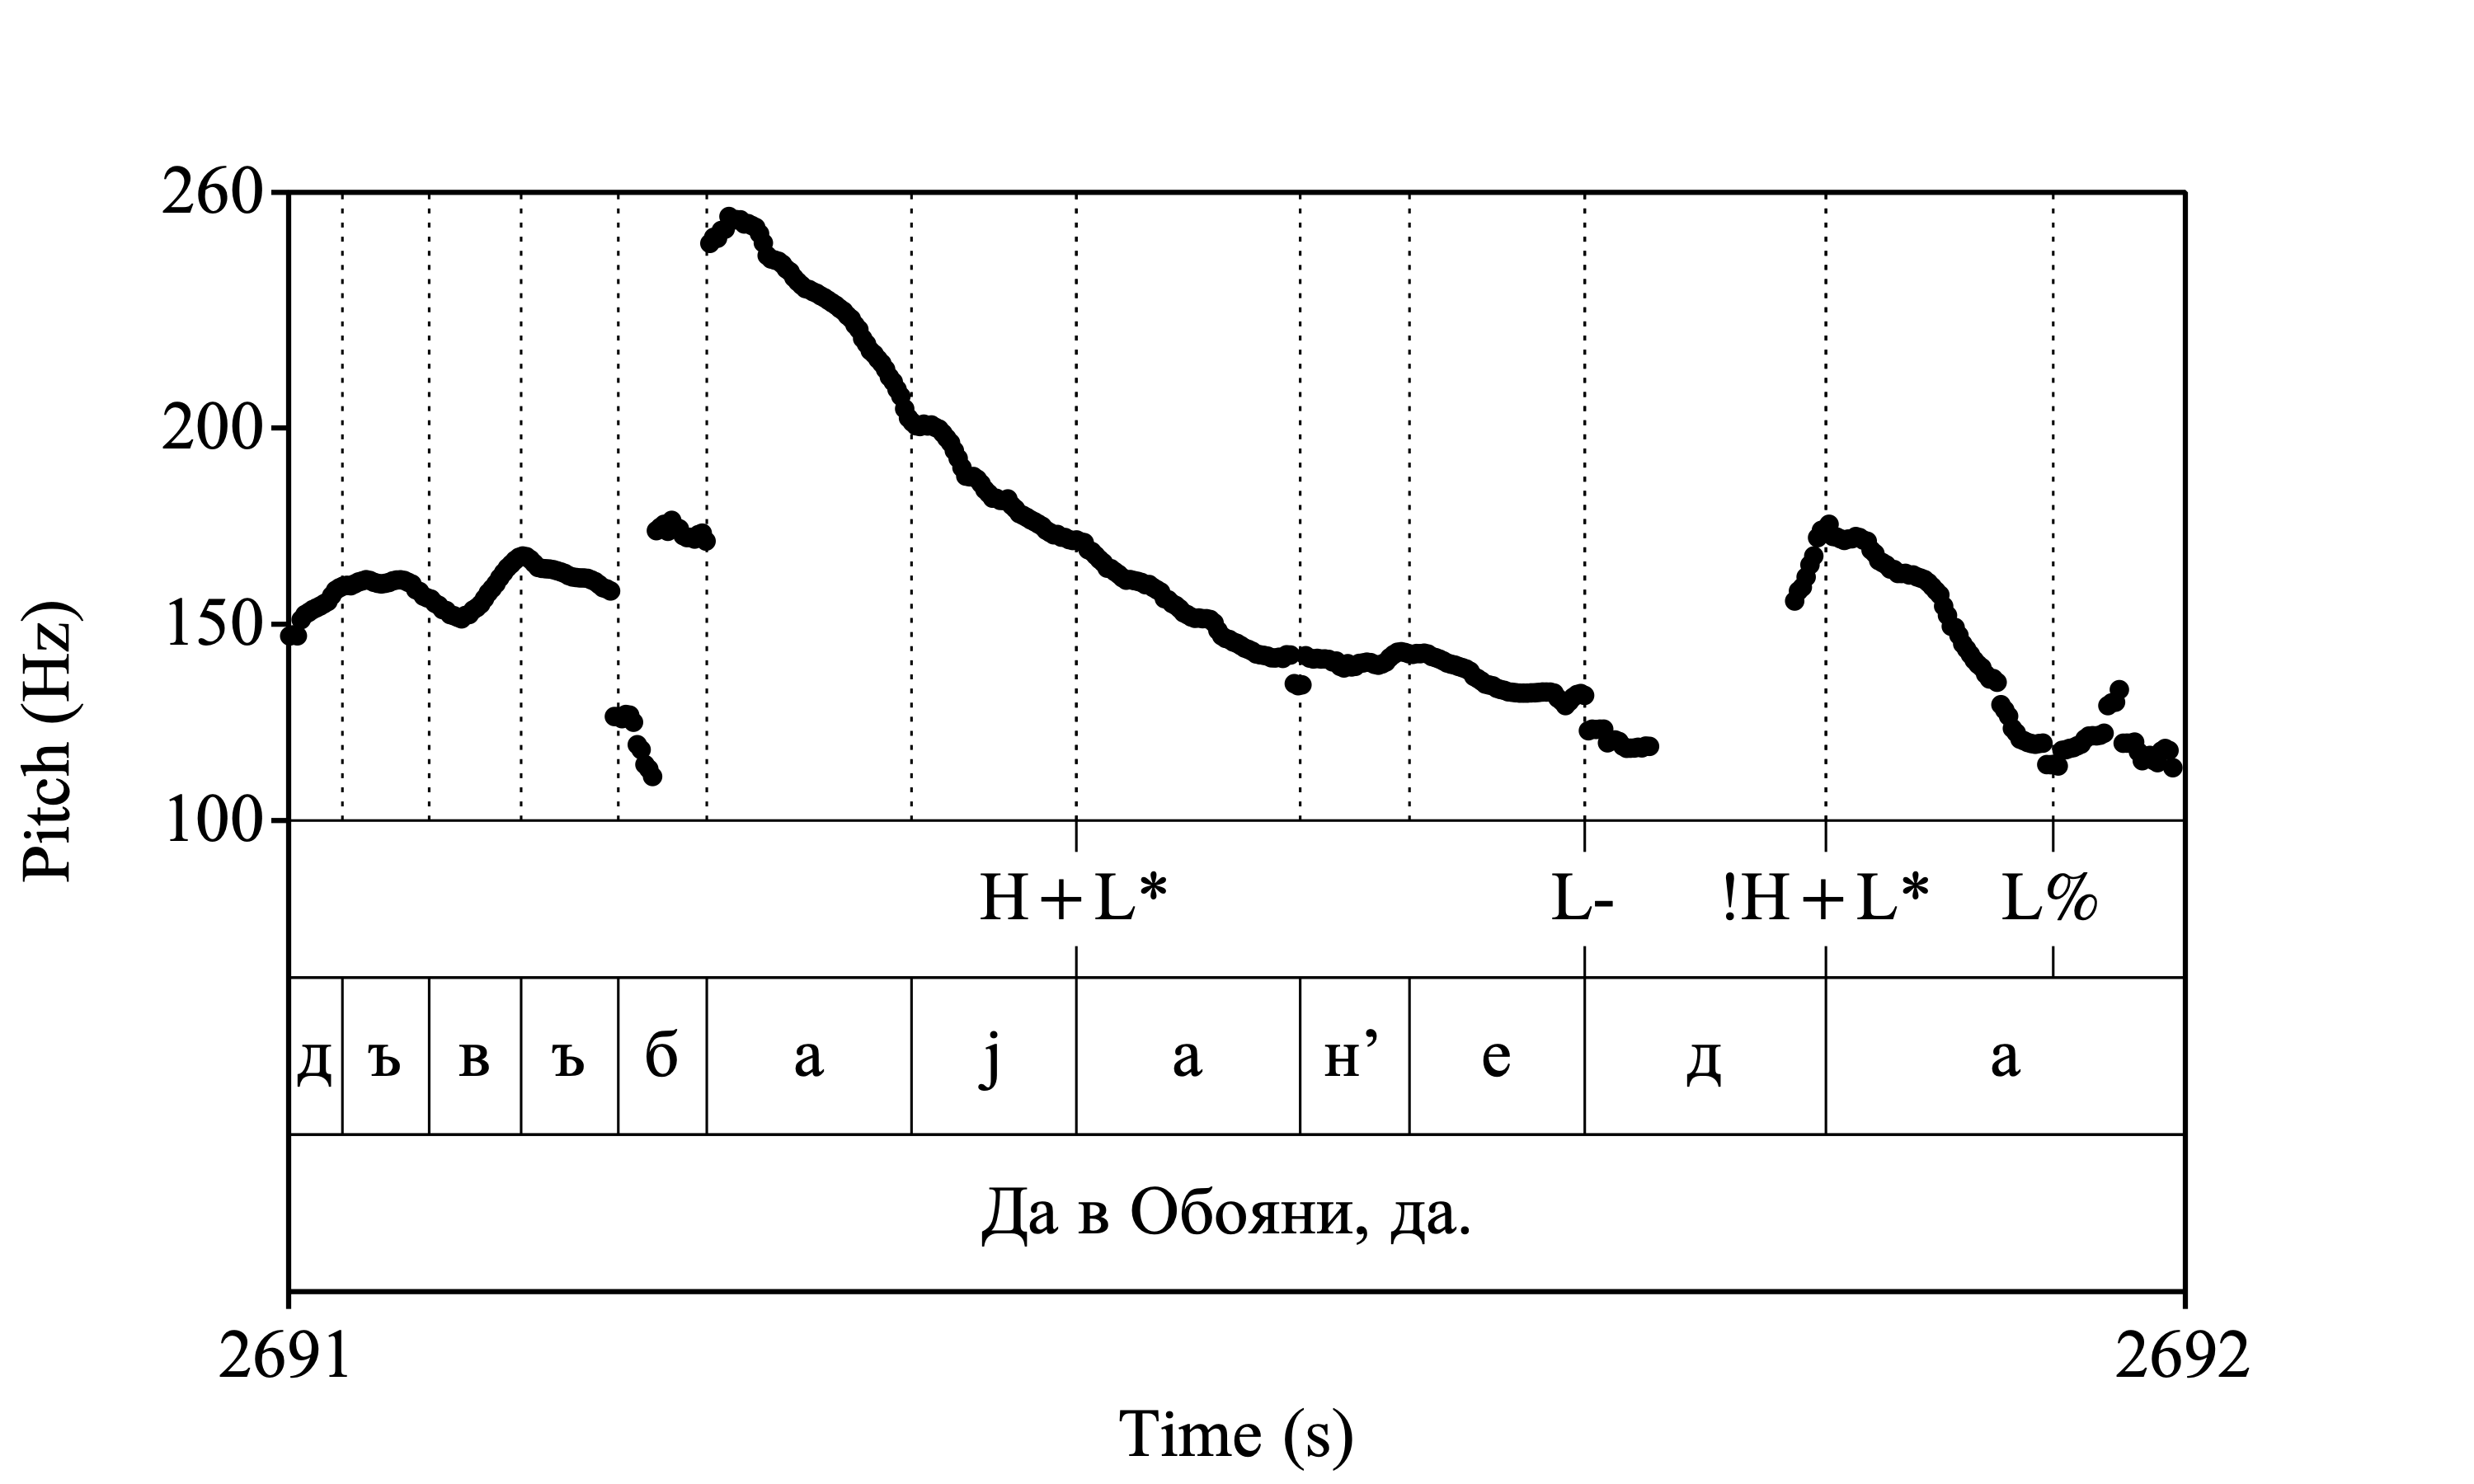 260
200
150
100
Pitch (Hz)
H+L* L- !H+L* L%
д ъ в ъ б а j а н’ е д а
Да в Обояни, да.
2691 2692
Time (s)